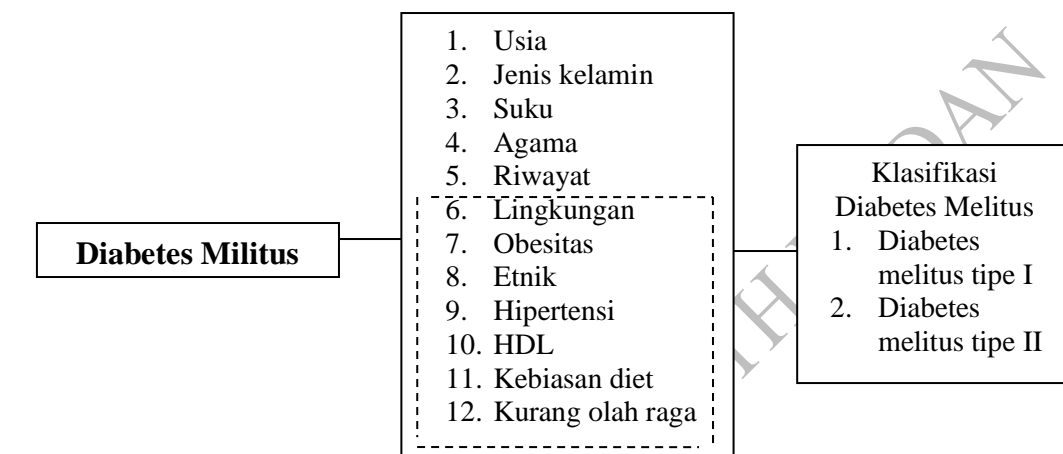 Diabetes Militus
1. Usia
2. Jenis kelamin
3. Suku
4. Agama
5. Riwayat
6. Lingkungan
7. Obesitas
8. Etnik
9. Hipertensi
10. HDL
11. Kebiasan diet
12. Kurang olah raga
Klasifikasi
Diabetes Melitus
1. Diabetes
melitus tipe I
2. Diabetes
melitus tipe II